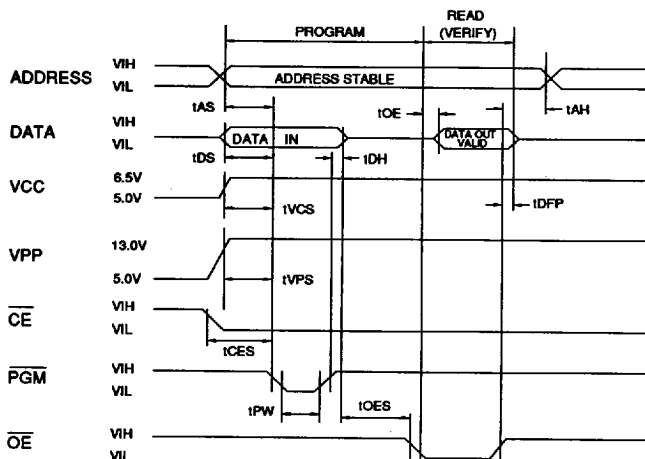 READ
PROGRAM (VERIFY)
ADDRESS VIH VIL ADDRESS STABLE
tAS tOE tAH
DATA VIH VIL DATA IN DATA OUT VALID
tDS tDH
VCC 6.5V 5.0V tVCS tDFP
VPP 13.0V 5.0V tVPS
CE VIH VIL
tCES
PGM VIH VIL
tPW tOES
OE VIH VIL